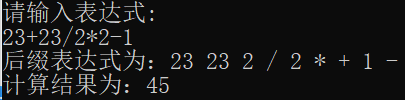 请输入表达式:
23+23/2*2-1
后缀表达式为: 23 23 2 / 2 * + 1 -
计算结果为: 45